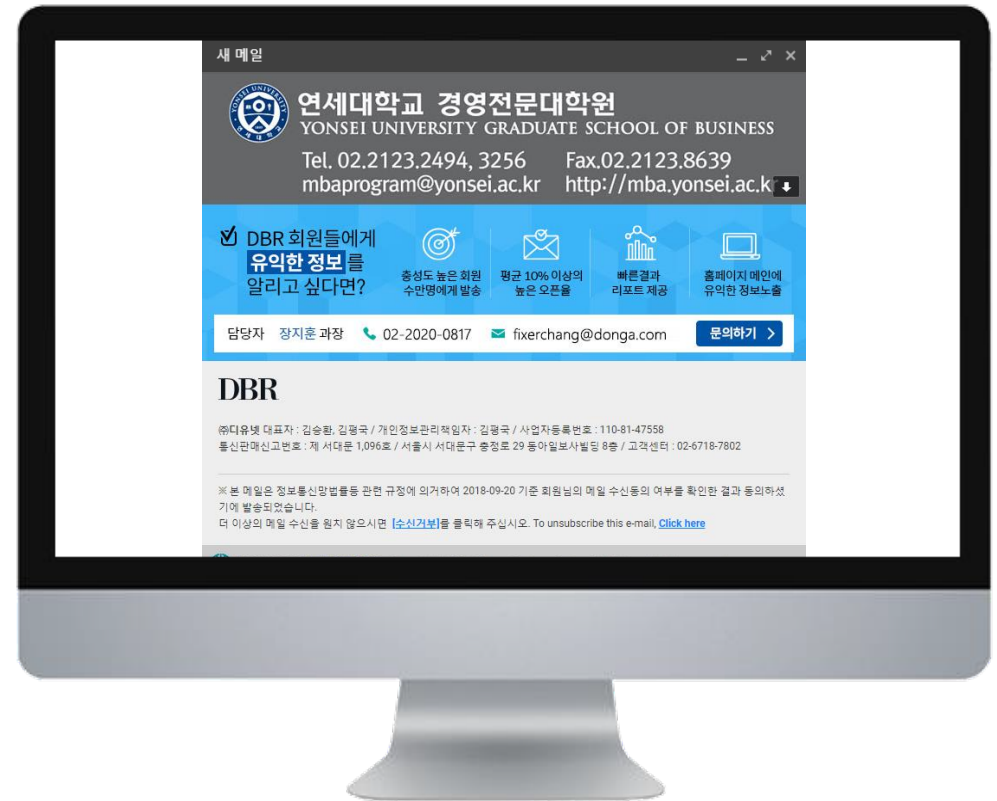 새 메일
연세대학교 경영전문대학원
YONSEI UNIVERSITY GRADUATE SCHOOL OF BUSINESS
Tel. 02.2123.2494, 3256 Fax.02.2123.8639
mbaprogram@yonsei.ac.kr http://mba.yonsei.ac.k
DBR 회원들에게
유익한 정보를
알리고 싶다면?
충성도 높은 회원
수만명에게 발송
평균 10% 이상의
높은 오픈율
빠른결과
리포트 제공
홈페이지 메인에
유익한 정보노출
담당자 장지훈 과장 02-2020-0817 fixerchang@donga.com 문의하기 >
DBR
㈜디유넷 대표자 : 김승환, 김평국 / 개인정보관리책임자 : 김평국 / 사업자등록번호 : 110-81-47558
통신판매신고번호 : 제 서대문 1,096호 / 서울시 서대문구 충정로 29 동아일보사빌딩 8층 / 고객센터 : 02-6718-7802
※ 본 메일은 정보통신망법률등 관련 규정에 의거하여 2018-09-20 기준 회원님의 메일 수신동의 여부를 확인한 결과 동의하셨
기에 발송되었습니다.
더 이상의 메일 수신을 원치 않으시면 [수신거부]를 클릭해 주십시오. To unsubscribe this e-mail, Click here